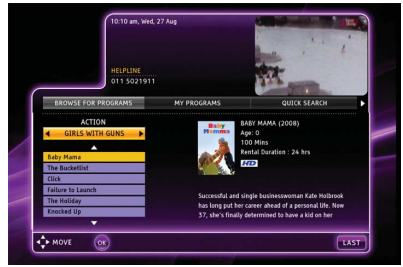 10:10 am, Wed, 27 Aug
HELPLINE
011 5021911
BROWSE FOR PROGRAMS
MY PROGRAMS
QUICK SEARCH
ACTION
GIRLS WITH GUNS
Baby Mama
The Bucketlist
Click
Failure to Launch
The Holiday
Knocked Up
Baby
Mamma
BABY MAMA (2008)
Age: 0
100 Mins
Rental Duration : 24 hrs
HD
Successful and single businesswoman Kate Holbrook
has long put her career ahead of a personal life. Now
37, she's finally determined to have a kid on her
MOVE
OK
LAST